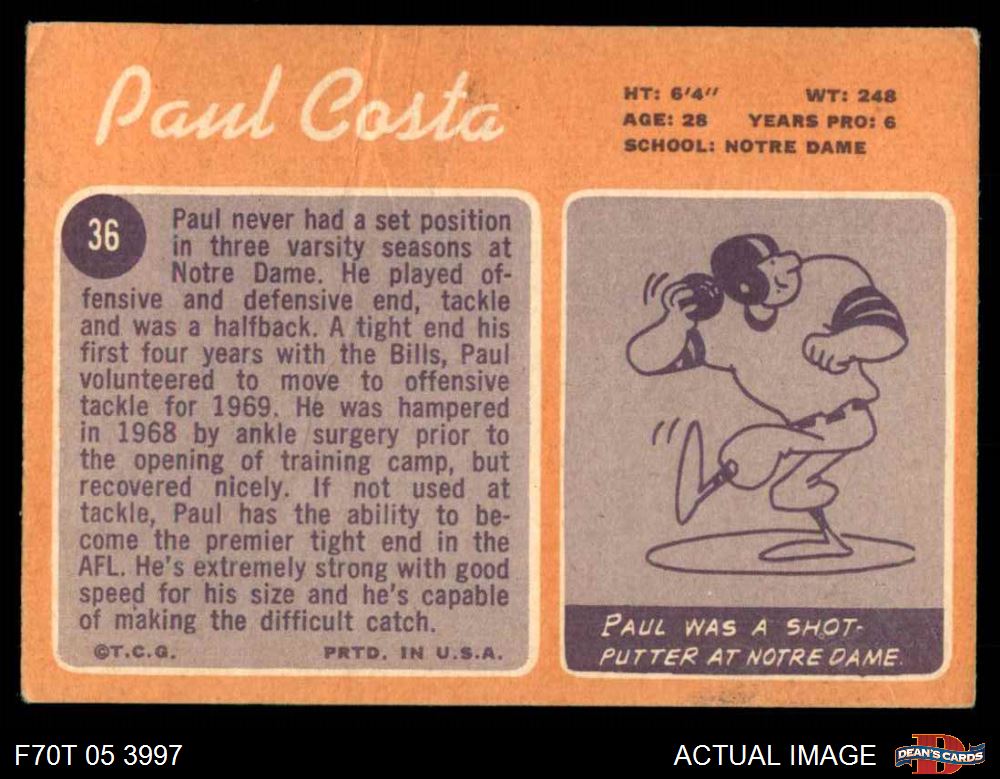 Paul Costa
HT: 6'4" WT: 248
AGE: 28 YEARS PRO: 6
SCHOOL: NOTRE DAME
36
Paul never had a set position
in three varsity seasons at
Notre Dame. He played of-
fensive and defensive end, tackle
and was a halfback. A tight end his
first four years with the Bills, Paul
volunteered to move to offensive
tackle for 1969. He was hampered
in 1968 by ankle surgery prior to
the opening of training camp, but
recovered nicely. If not used at
tackle, Paul has the ability to be-
come the premier tight end in the
AFL. He's extremely strong with good
speed for his size and he's capable
of making the difficult catch.
©T.C.G. PRTD. IN U.S.A.
PAUL WAS A SHOT-
PUTTER AT NOTRE DAME.
F70T 05 3997
ACTUAL IMAGE
D
DEAN'S CARDS